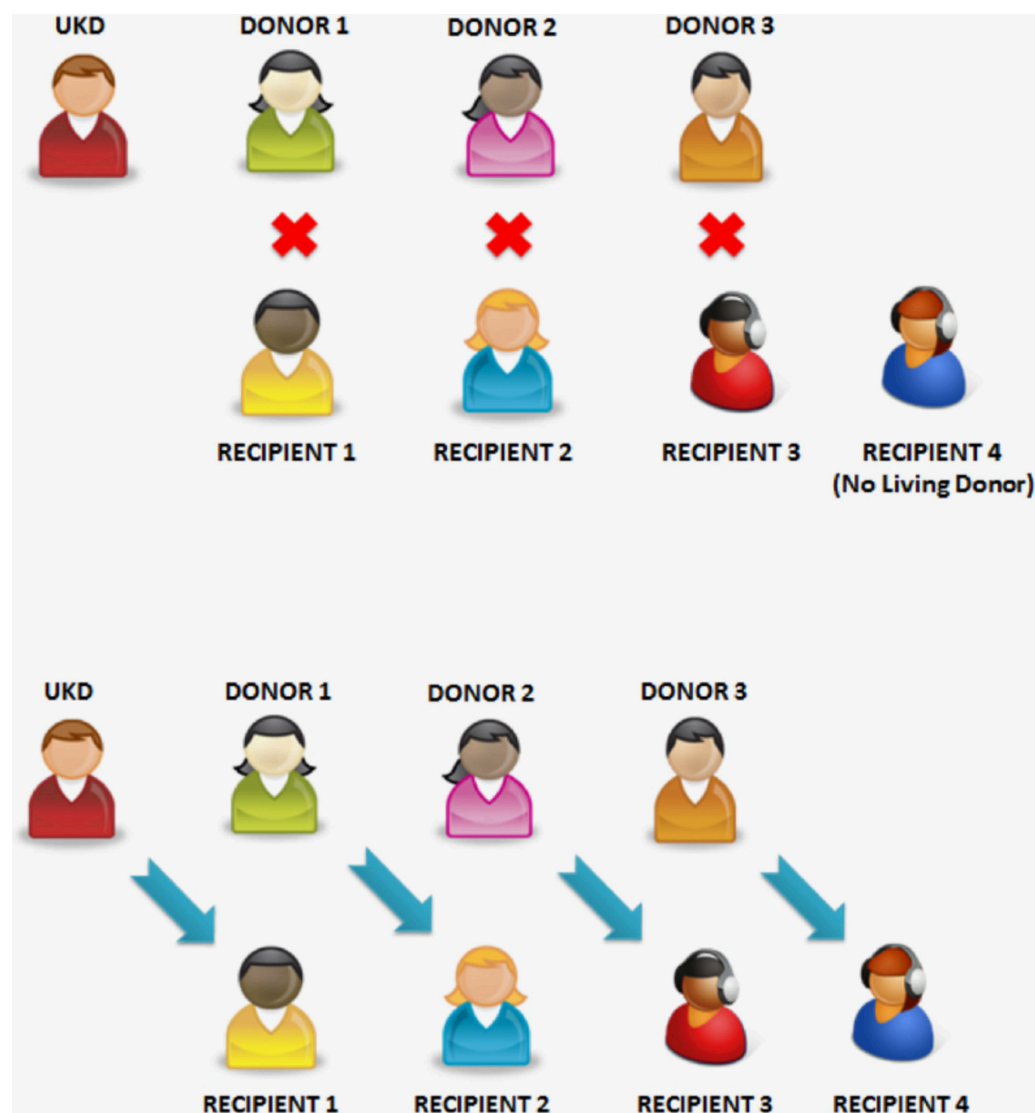 UKD DONOR 1 DONOR 2 DONOR 3
RECIPIENT 1 RECIPIENT 2 RECIPIENT 3 RECIPIENT 4
(No Living Donor)
UKD DONOR 1 DONOR 2 DONOR 3
RECIPIENT 1 RECIPIENT 2 RECIPIENT 3 RECIPIENT 4